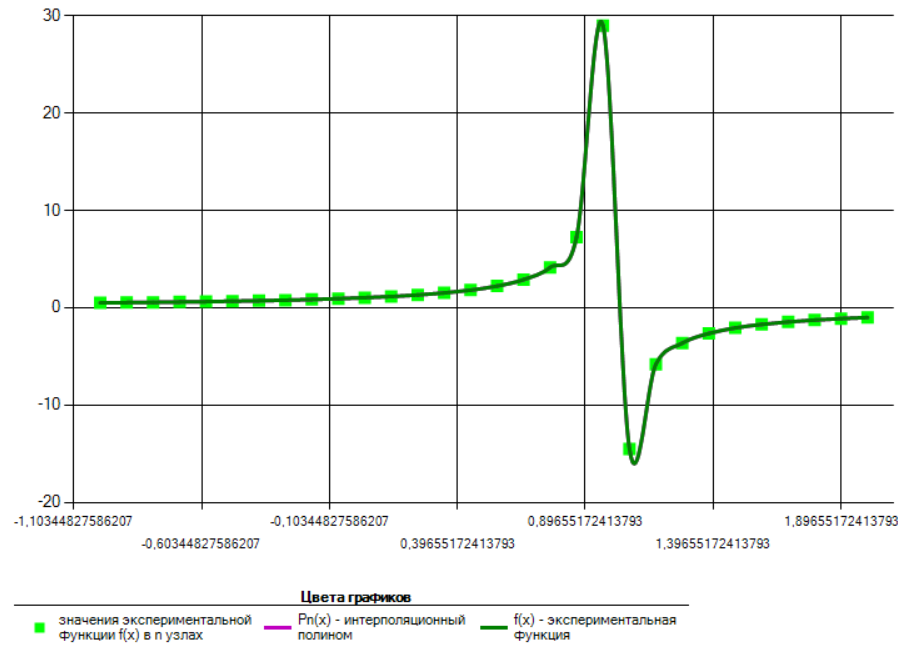 30
20
10
0
-10
-20
-1,10344827586207
-0,10344827586207
0,89655172413793
1,89655172413793
-0,60344827586207
0,39655172413793
1,39655172413793
Цвета графиков
значения экспериментальной
функции f(x) в n узлах
Pn(x) - интерполяционный
полином
f(x) - экспериментальная
функция